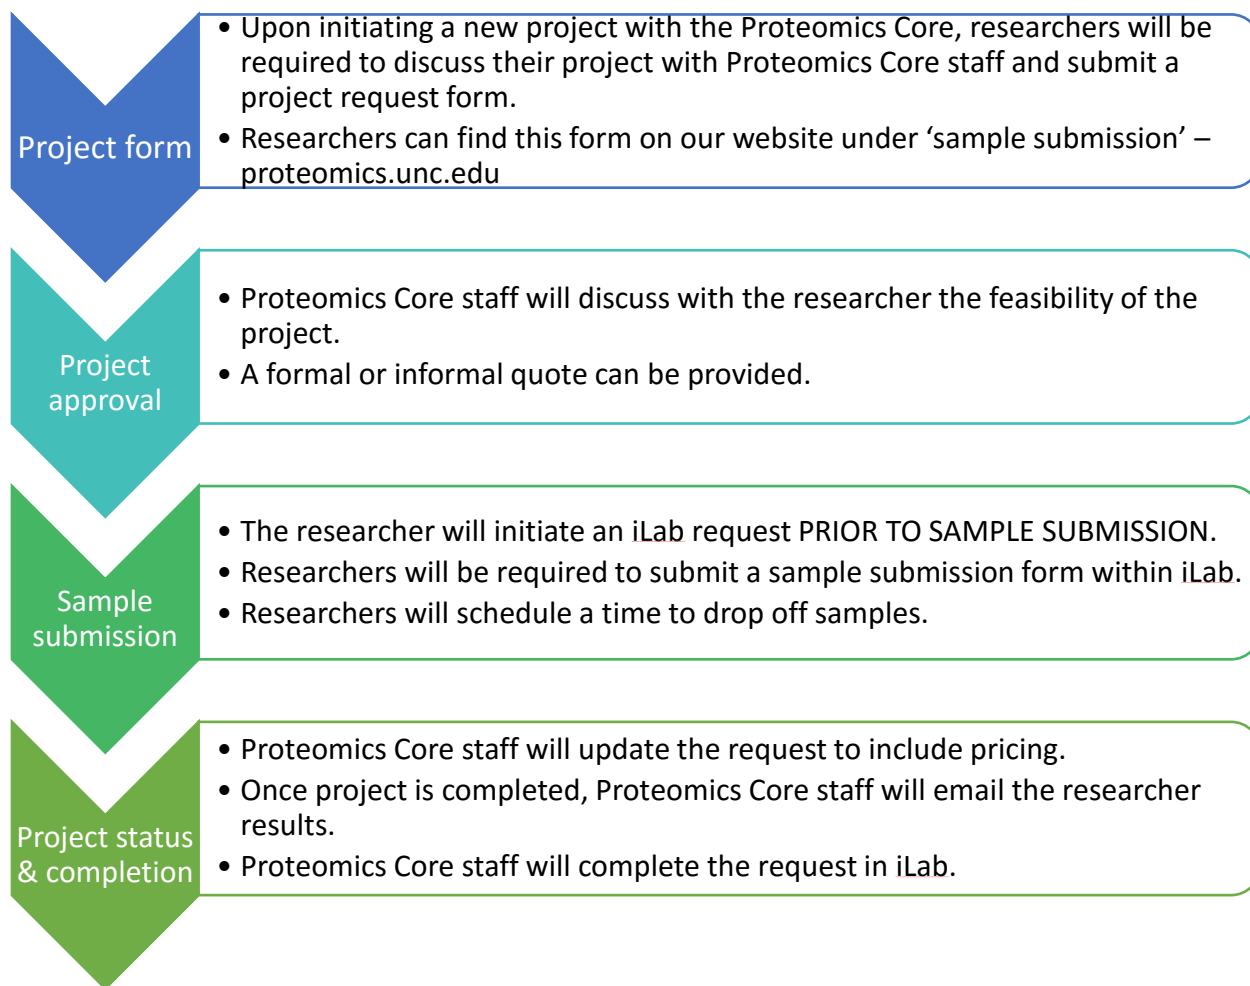 Project form
• Upon initiating a new project with the Proteomics Core, researchers will be
required to discuss their project with Proteomics Core staff and submit a
project request form.
• Researchers can find this form on our website under ‘sample submission’ –
proteomics.unc.edu
Project
approval
• Proteomics Core staff will discuss with the researcher the feasibility of the
project.
• A formal or informal quote can be provided.
Sample
submission
• The researcher will initiate an iLab request PRIOR TO SAMPLE SUBMISSION.
• Researchers will be required to submit a sample submission form within iLab.
• Researchers will schedule a time to drop off samples.
Project status
& completion
• Proteomics Core staff will update the request to include pricing.
• Once project is completed, Proteomics Core staff will email the researcher
results.
• Proteomics Core staff will complete the request in iLab.